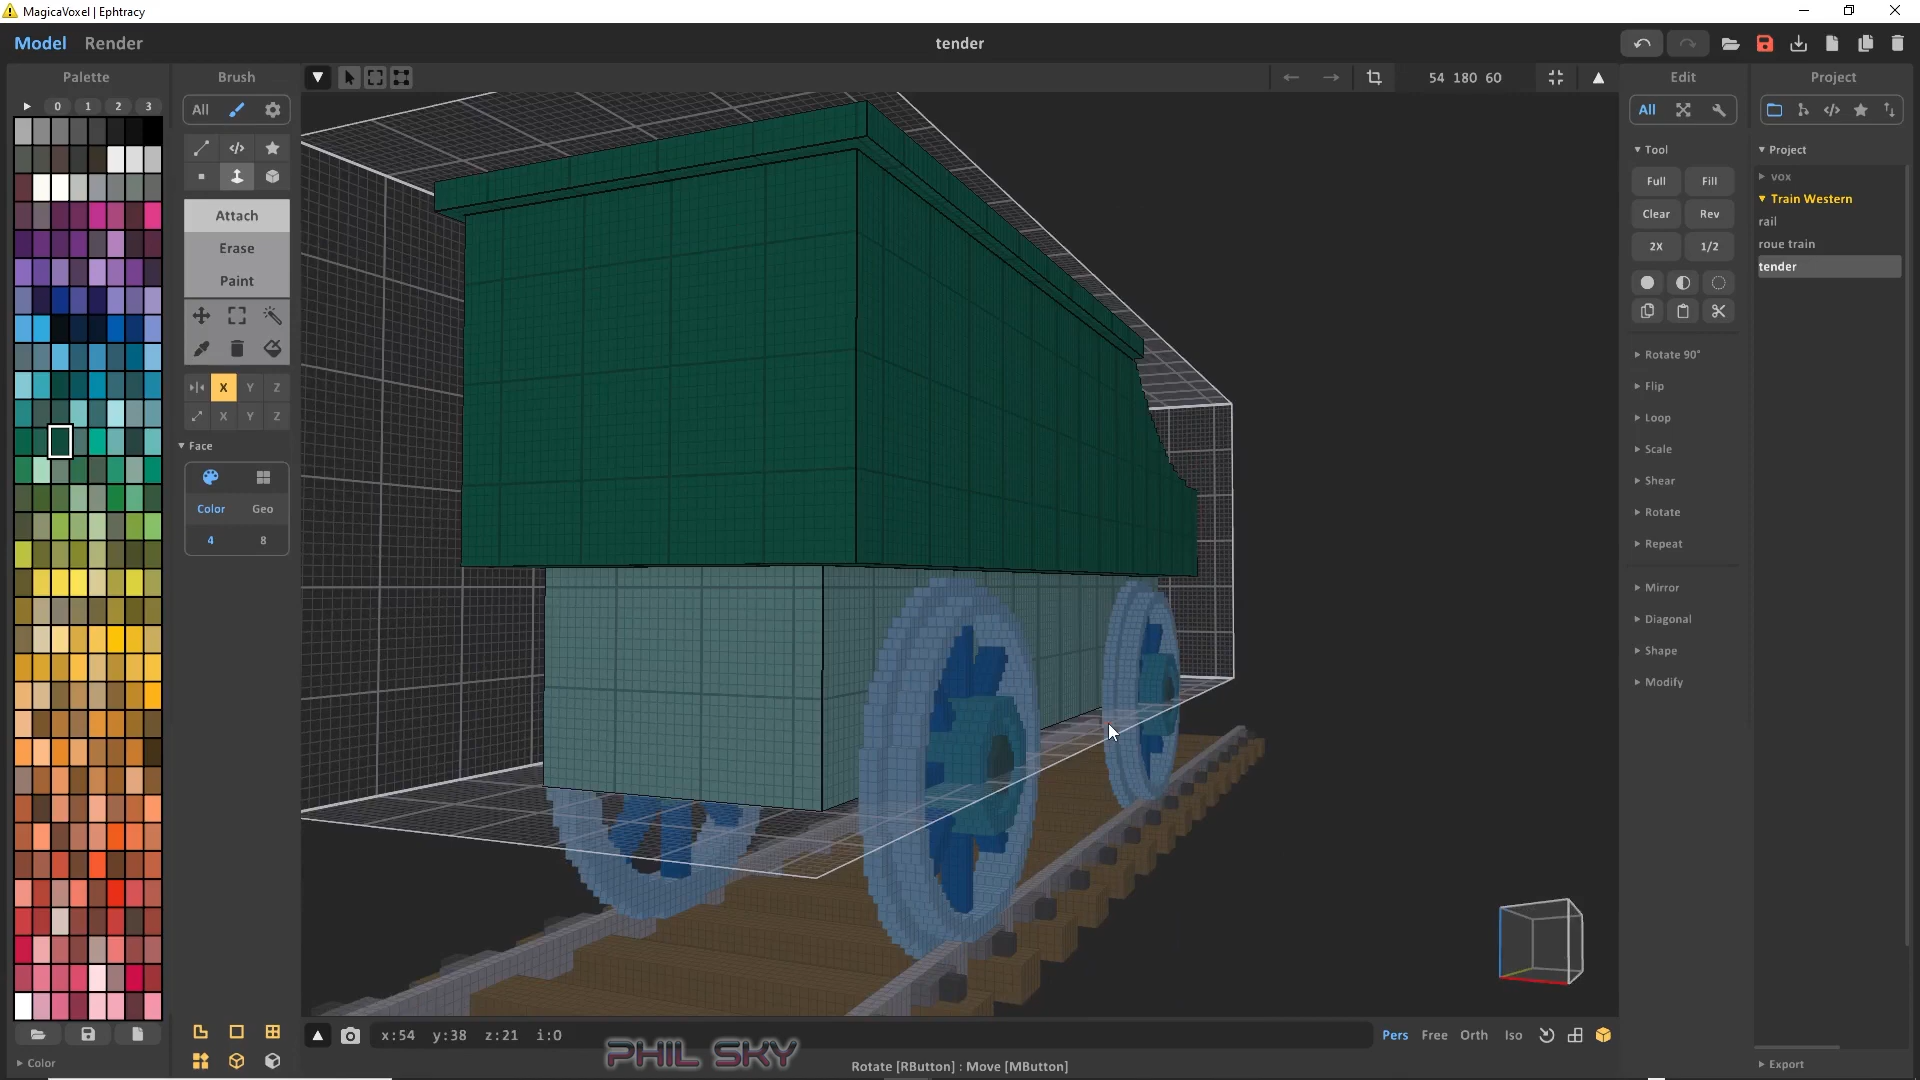 MagicaVoxel | Ephtracy
Model Render
tender
Palette
Brush
54 180 60
Edit
Project
0 1 2 3
All
All
Tool
Project
vox
Full Fill
Train Western
Attach
Clear Rev
rail
Erase
2X 1/2
roue train
tender
Paint
Rotate 90°
X Y Z
Flip
X Y Z
Loop
Face
Scale
Shear
Color Geo
Rotate
4 8
Repeat
Mirror
Diagonal
Shape
Modify
x:54 y:38 z:21 i:0
Pers Free Orth Iso
PHIL SKY
Color
Rotate [RButton] : Move [MButton]
Export